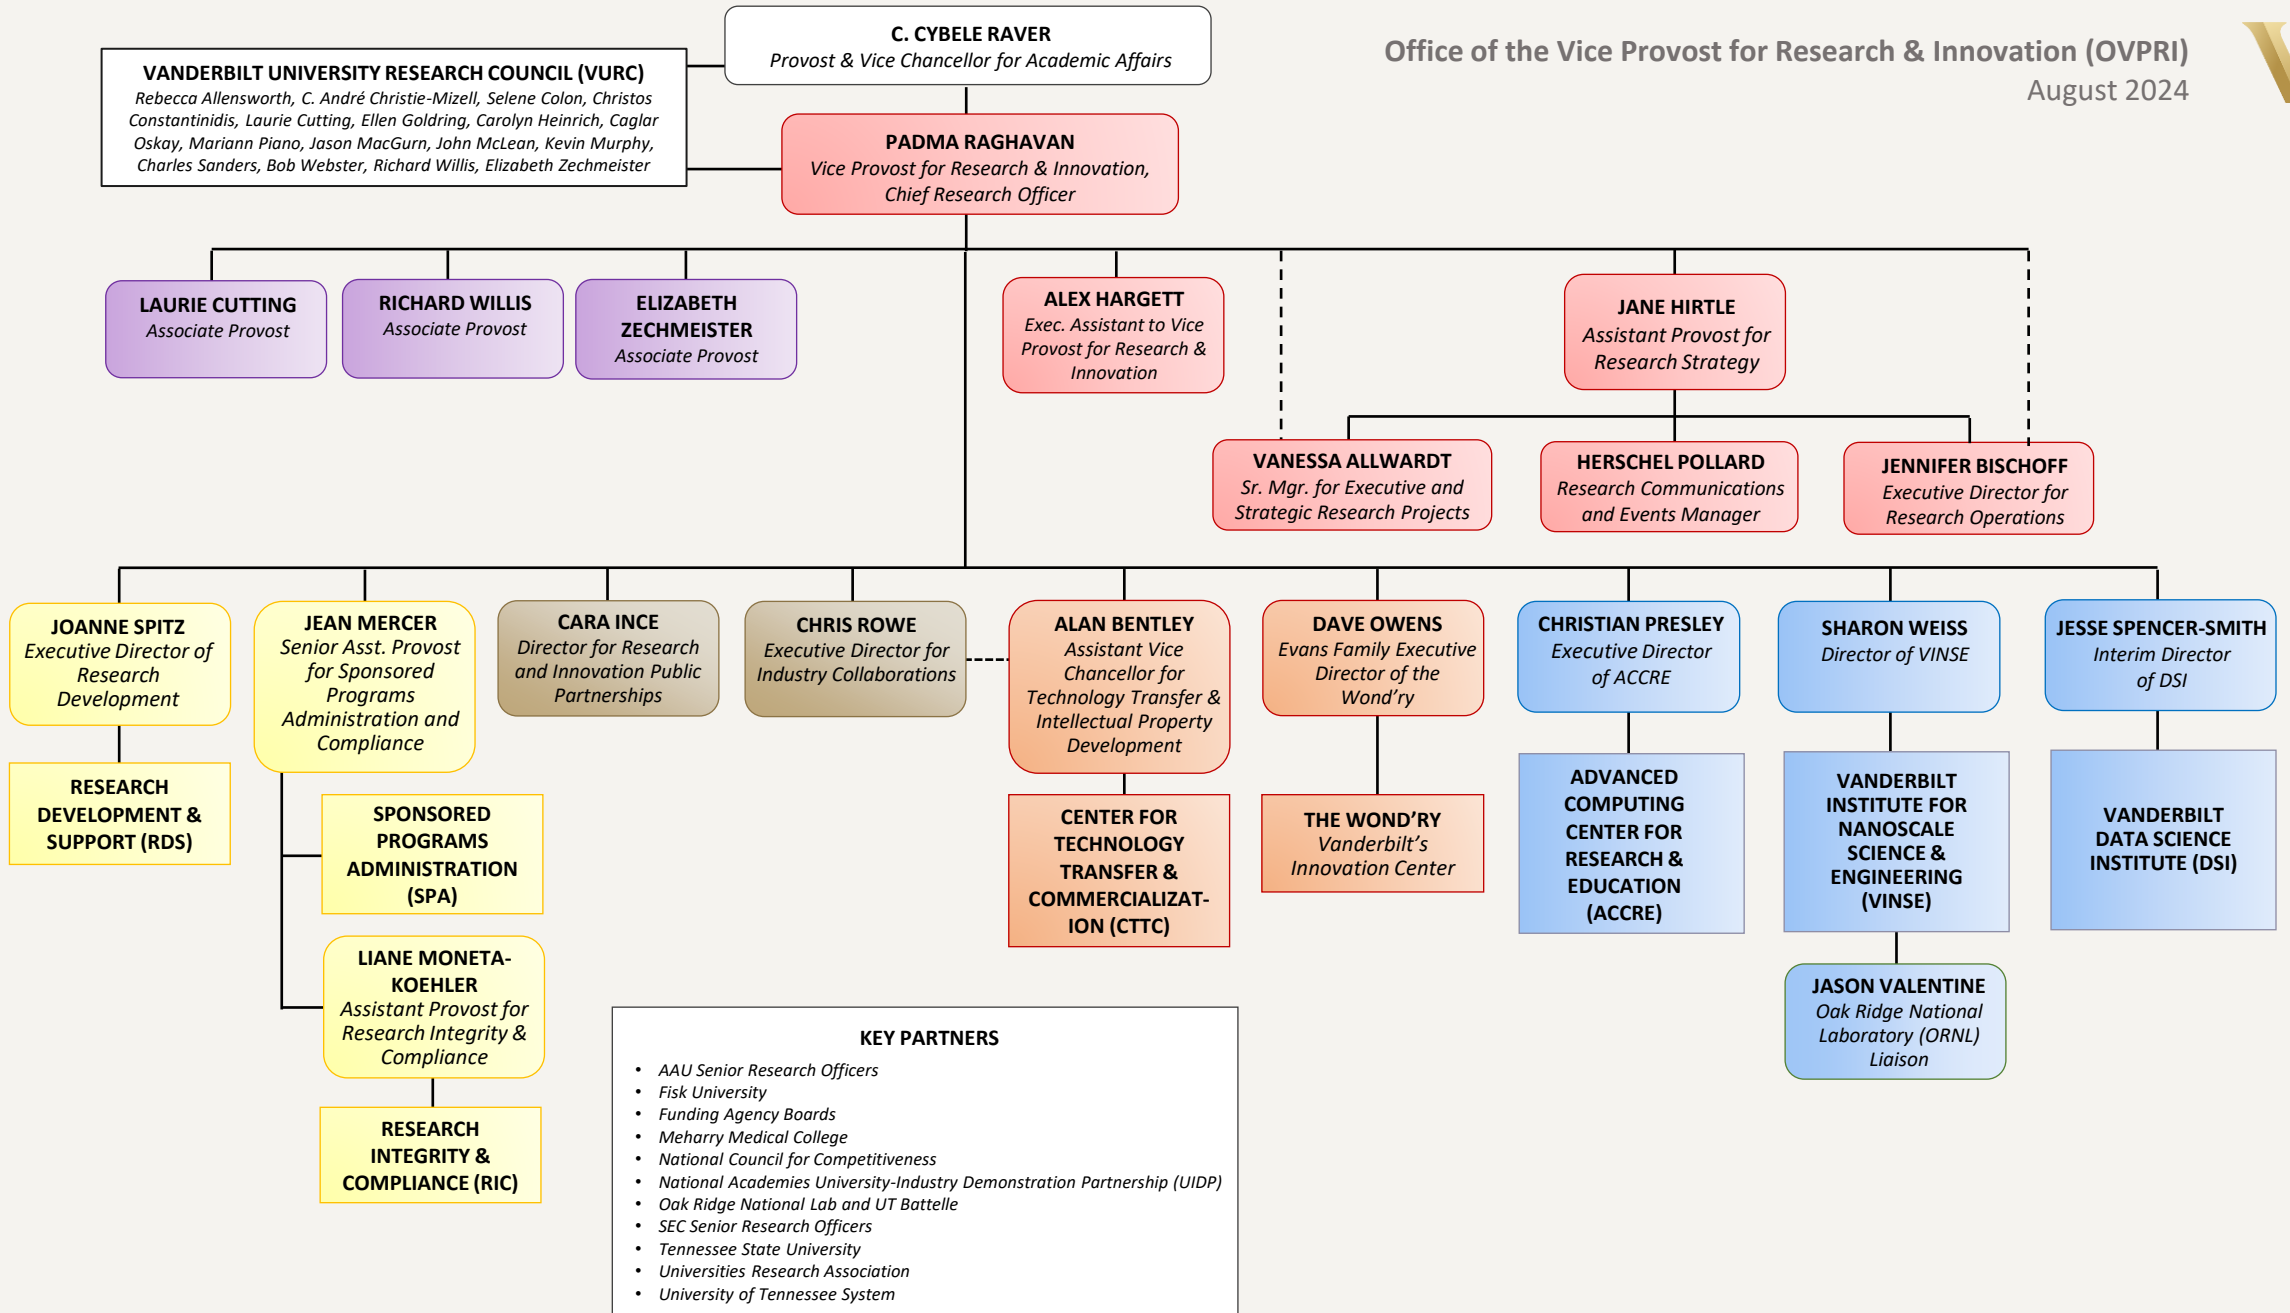 C. CYBELE RAVER
Provost & Vice Chancellor for Academic Affairs
Office of the Vice Provost for Research & Innovation (OVPRI)
August 2024
VANDERBILT UNIVERSITY RESEARCH COUNCIL (VURC)
Rebecca Allensworth, C. André Christie-Mizell, Selene Colon, Christos
Constantinidis, Laurie Cutting, Ellen Goldring, Carolyn Heinrich, Caglar
Oskay, Mariann Piano, Jason MacGurn, John McLean, Kevin Murphy,
Charles Sanders, Bob Webster, Richard Willis, Elizabeth Zechmeister
PADMA RAGHAVAN
Vice Provost for Research & Innovation,
Chief Research Officer
LAURIE CUTTING
Associate Provost
RICHARD WILLIS
Associate Provost
ELIZABETH
ZECHMEISTER
Associate Provost
ALEX HARGETT
Exec. Assistant to Vice
Provost for Research &
Innovation
JANE HIRTLE
Assistant Provost for
Research Strategy
VANESSA ALLWARDT
Sr. Mgr. for Executive and
Strategic Research Projects
HERSCHEL POLLARD
Research Communications
and Events Manager
JENNIFER BISCHOFF
Executive Director for
Research Operations
JOANNE SPITZ
Executive Director of
Research
Development
JEAN MERCER
Senior Asst. Provost
for Sponsored
Programs
Administration and
Compliance
CARA INCE
Director for Research
and Innovation Public
Partnerships
CHRIS ROWE
Executive Director for
Industry Collaborations
ALAN BENTLEY
Assistant Vice
Chancellor for
Technology Transfer &
Intellectual Property
Development
DAVE OWENS
Evans Family Executive
Director of the
Wond’ry
CHRISTIAN PRESLEY
Executive Director
of ACCRE
SHARON WEISS
Director of VINSE
JESSE SPENCER-SMITH
Interim Director
of DSI
RESEARCH
DEVELOPMENT &
SUPPORT (RDS)
SPONSORED
PROGRAMS
ADMINISTRATION
(SPA)
CENTER FOR
TECHNOLOGY
TRANSFER &
COMMERCIALIZAT-
ION (CTTC)
THE WOND’RY
Vanderbilt’s
Innovation Center
ADVANCED
COMPUTING
CENTER FOR
RESEARCH &
EDUCATION
(ACCRE)
VANDERBILT
INSTITUTE FOR
NANOSCALE
SCIENCE &
ENGINEERING
(VINSE)
VANDERBILT
DATA SCIENCE
INSTITUTE (DSI)
LIANE MONETA-
KOEHLER
Assistant Provost for
Research Integrity &
Compliance
JASON VALENTINE
Oak Ridge National
Laboratory (ORNL)
Liaison
RESEARCH
INTEGRITY &
COMPLIANCE (RIC)
KEY PARTNERS
• AAU Senior Research Officers
• Fisk University
• Funding Agency Boards
• Meharry Medical College
• National Council for Competitiveness
• National Academies University-Industry Demonstration Partnership (UIDP)
• Oak Ridge National Lab and UT Battelle
• SEC Senior Research Officers
• Tennessee State University
• Universities Research Association
• University of Tennessee System